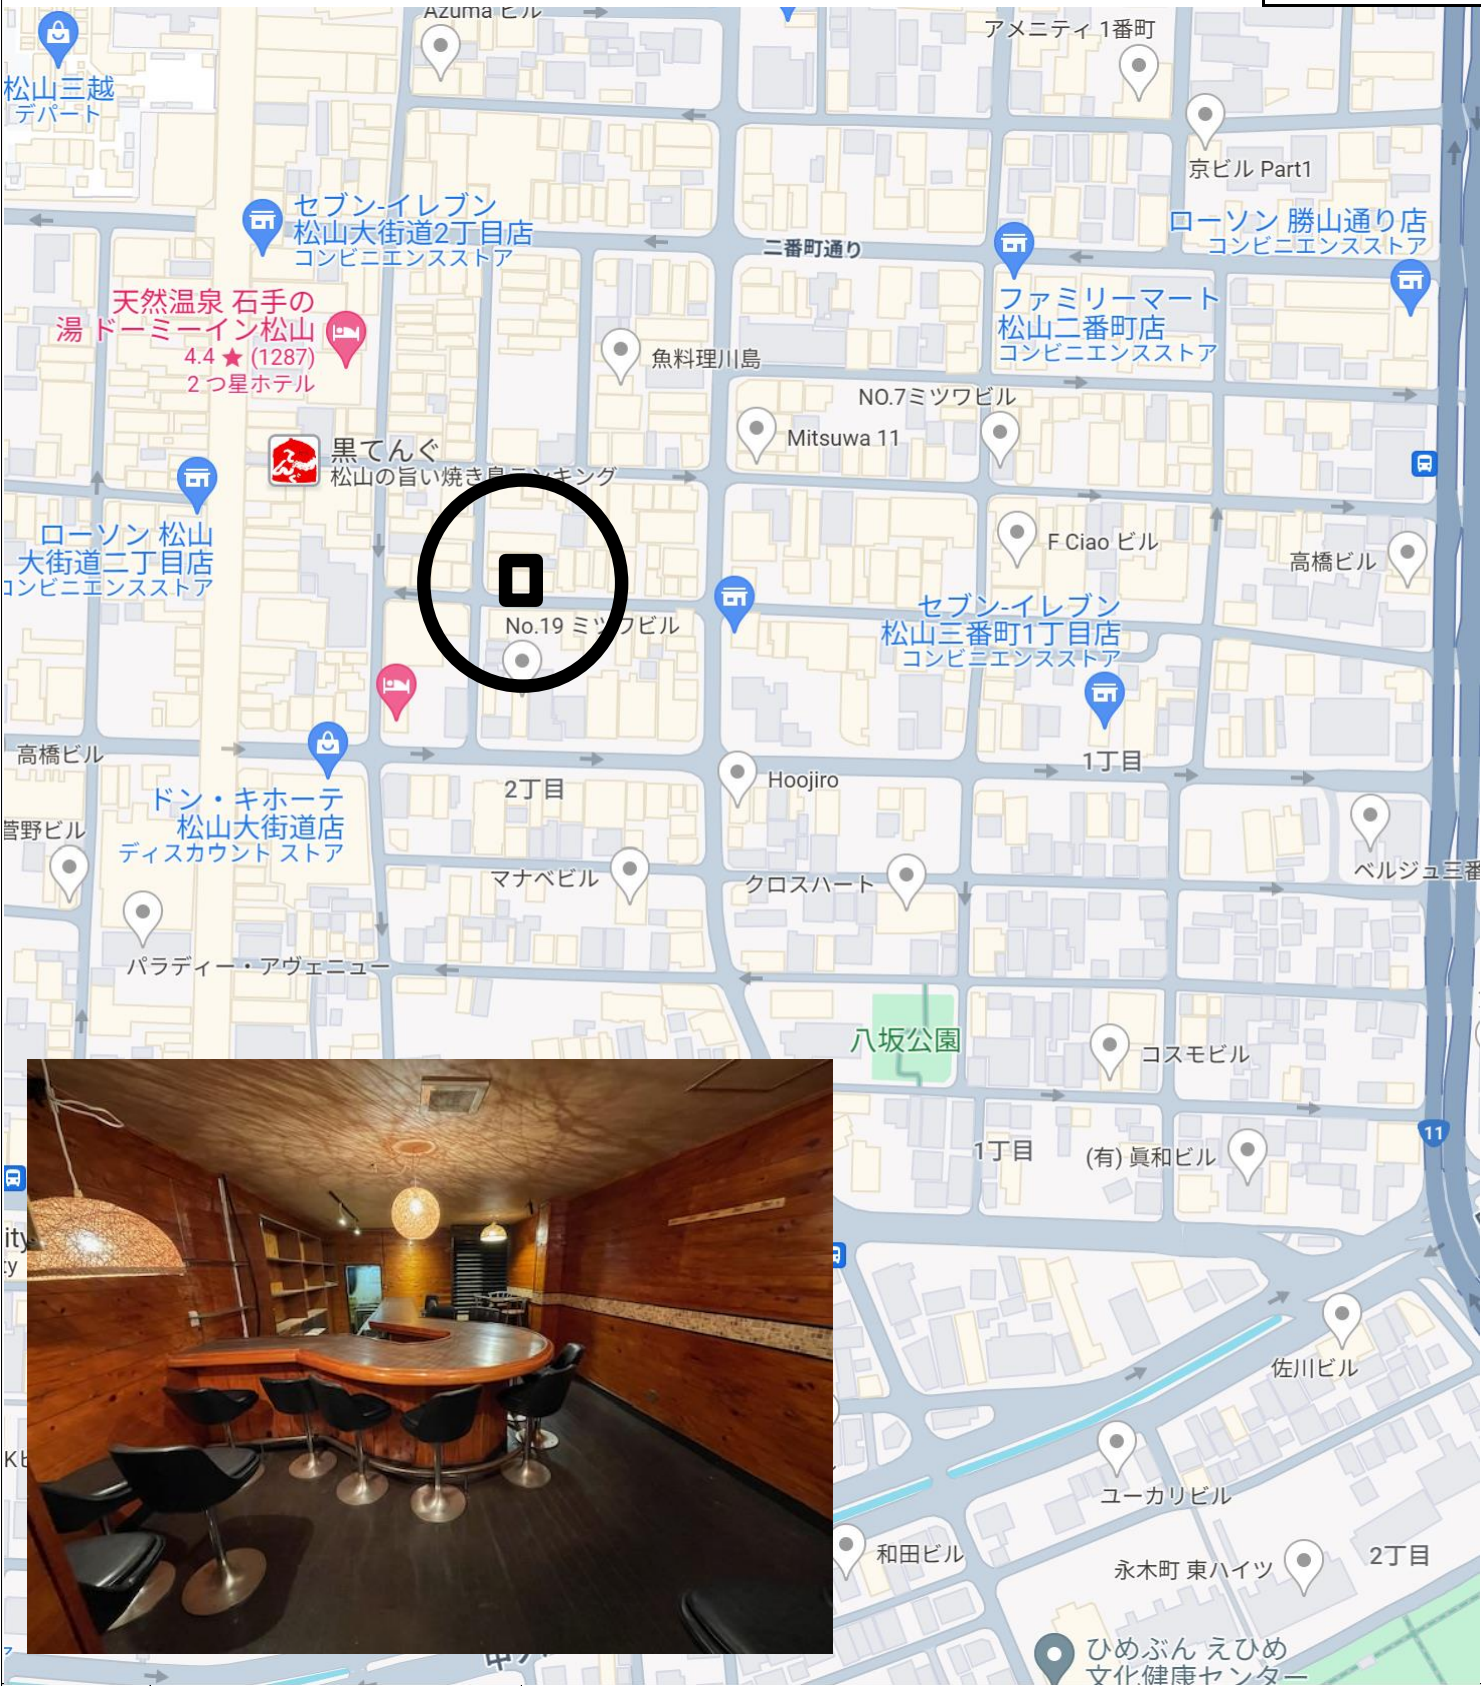 Azuma ビル
アメニティ 1番町
松山三越
デパート
京ビル Part1
セブン-イレブン
松山大街道2丁目店
コンビニエンスストア
ローソン 勝山通り店
コンビニエンスストア
二番町通り
天然温泉 石手の
湯 ドーミーイン松山
4.4 ★ (1287)
2 つ星ホテル
ファミリーマート
松山二番町店
コンビニエンスストア
魚料理川島
NO.7ミツワビル
Mitsuwa 11
てんぐ
黒てんぐ
松山の旨い焼き鳥ランキング
ローソン 松山
大街道二丁目店
コンビニエンスストア
F Ciao ビル
高橋ビル
No.19 ミツワビル
セブン-イレブン
松山三番町1丁目店
コンビニエンスストア
高橋ビル
1丁目
2丁目
Hoojiro
ドン・キホーテ
松山大街道店
ディスカウント ストア
菅野ビル
マナベビル
クロスハート
ベルジュ三番
パラディー・アヴェニュー
八坂公園
コスモビル
11
1丁目
(有) 眞和ビル
佐川ビル
ユーカリビル
和田ビル
永木町 東ハイツ
2丁目
ひめぶん えひめ
文化健康センター